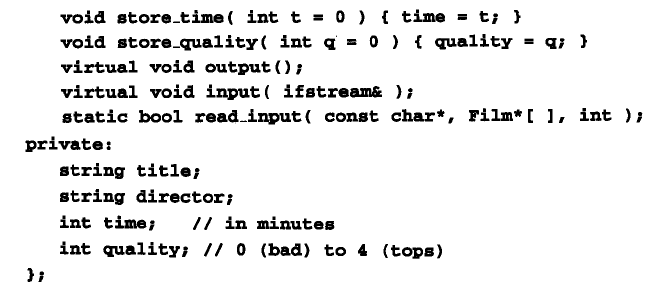 void store_time( int t = 0 ) { time = t; }
void store_quality( int q = 0 ) { quality = q; }
virtual void output();
virtual void input( ifstream& );
static bool read_input( const char*, Film*[ ], int );
private:
string title;
string director;
int time; // in minutes
int quality; // 0 (bad) to 4 (tops)
};